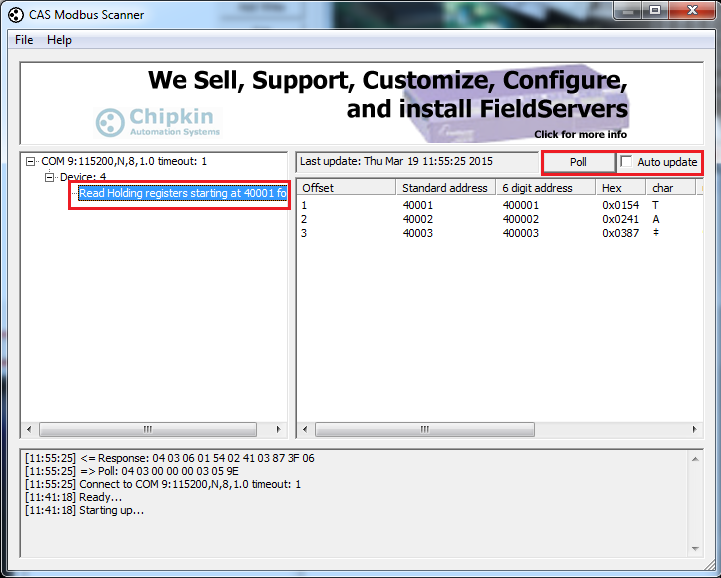 CAS Modbus Scanner
File Help
We Sell, Support, Customize, Configure,
and install FieldServers
Chipkin
Automation Systems
Click for more info
COM 9:115200,N,8,1.0 timeout: 1
Device: 4
Read Holding registers starting at 40001 fo
Last update: Thu Mar 19 11:55:25 2015
Poll
Auto update
Offset Standard address 6 digit address Hex char
1 40001 400001 0x0154 T
2 40002 400002 0x0241 A
3 40003 400003 0x0387 ‡
[11:55:25] <= Response: 04 03 06 01 54 02 41 03 87 3F 06
[11:55:25] => Poll: 04 03 00 00 00 03 05 9E
[11:55:25] Connect to COM 9:115200,N,8,1.0 timeout: 1
[11:41:18] Ready...
[11:41:18] Starting up...